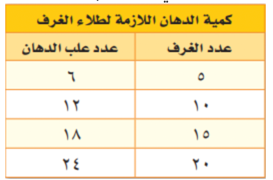 كمية الدهان اللازمة لطلاء الغرف
عدد الغرف عدد علب الدهان
٥ ٦
١٠ ١٢
١٥ ١٨
٢٠ ٢٤